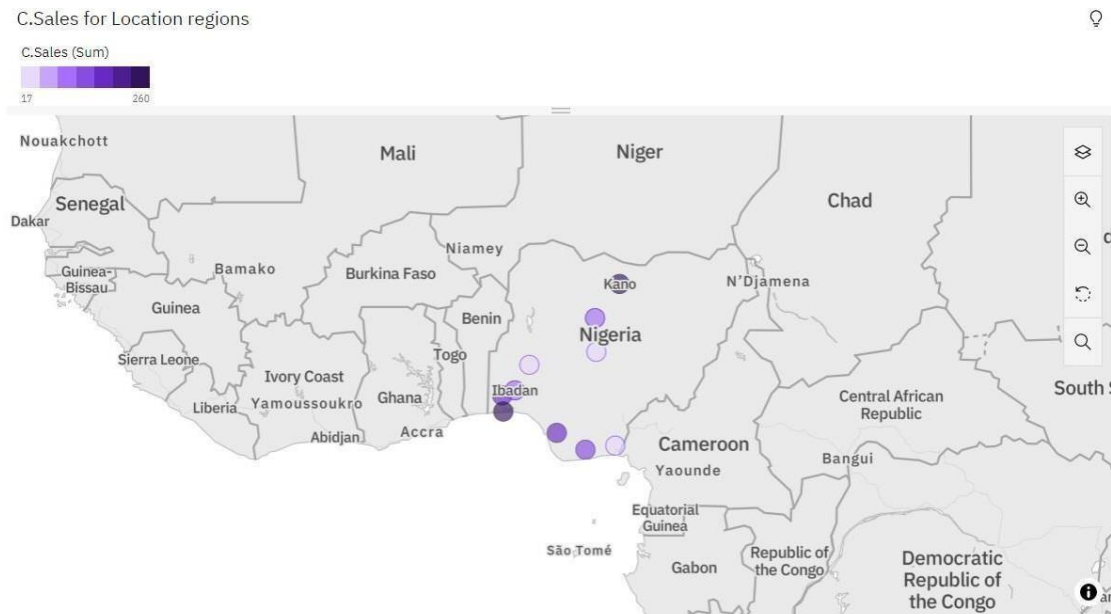 C.Sales for Location regions
C.Sales (Sum)
17 260
Nouakchott
Mali
Niger
Chad
Senegal
Dakar
Niamey
Guinea-
Bissau
Bamako
Burkina Faso
Kano
N'Djamena
Guinea
Benin
Nigeria
Sierra Leone
Togo
Ivory Coast
Ibadan
Ghana
Liberia
Yamoussoukro
Central African
Republic
South S
Abidjan
Accra
Cameroon
Bangui
Yaounde
Equatorial
Guinea
São Tomé
Gabon
Republic of
the Congo
Democratic
Republic of
the Congo